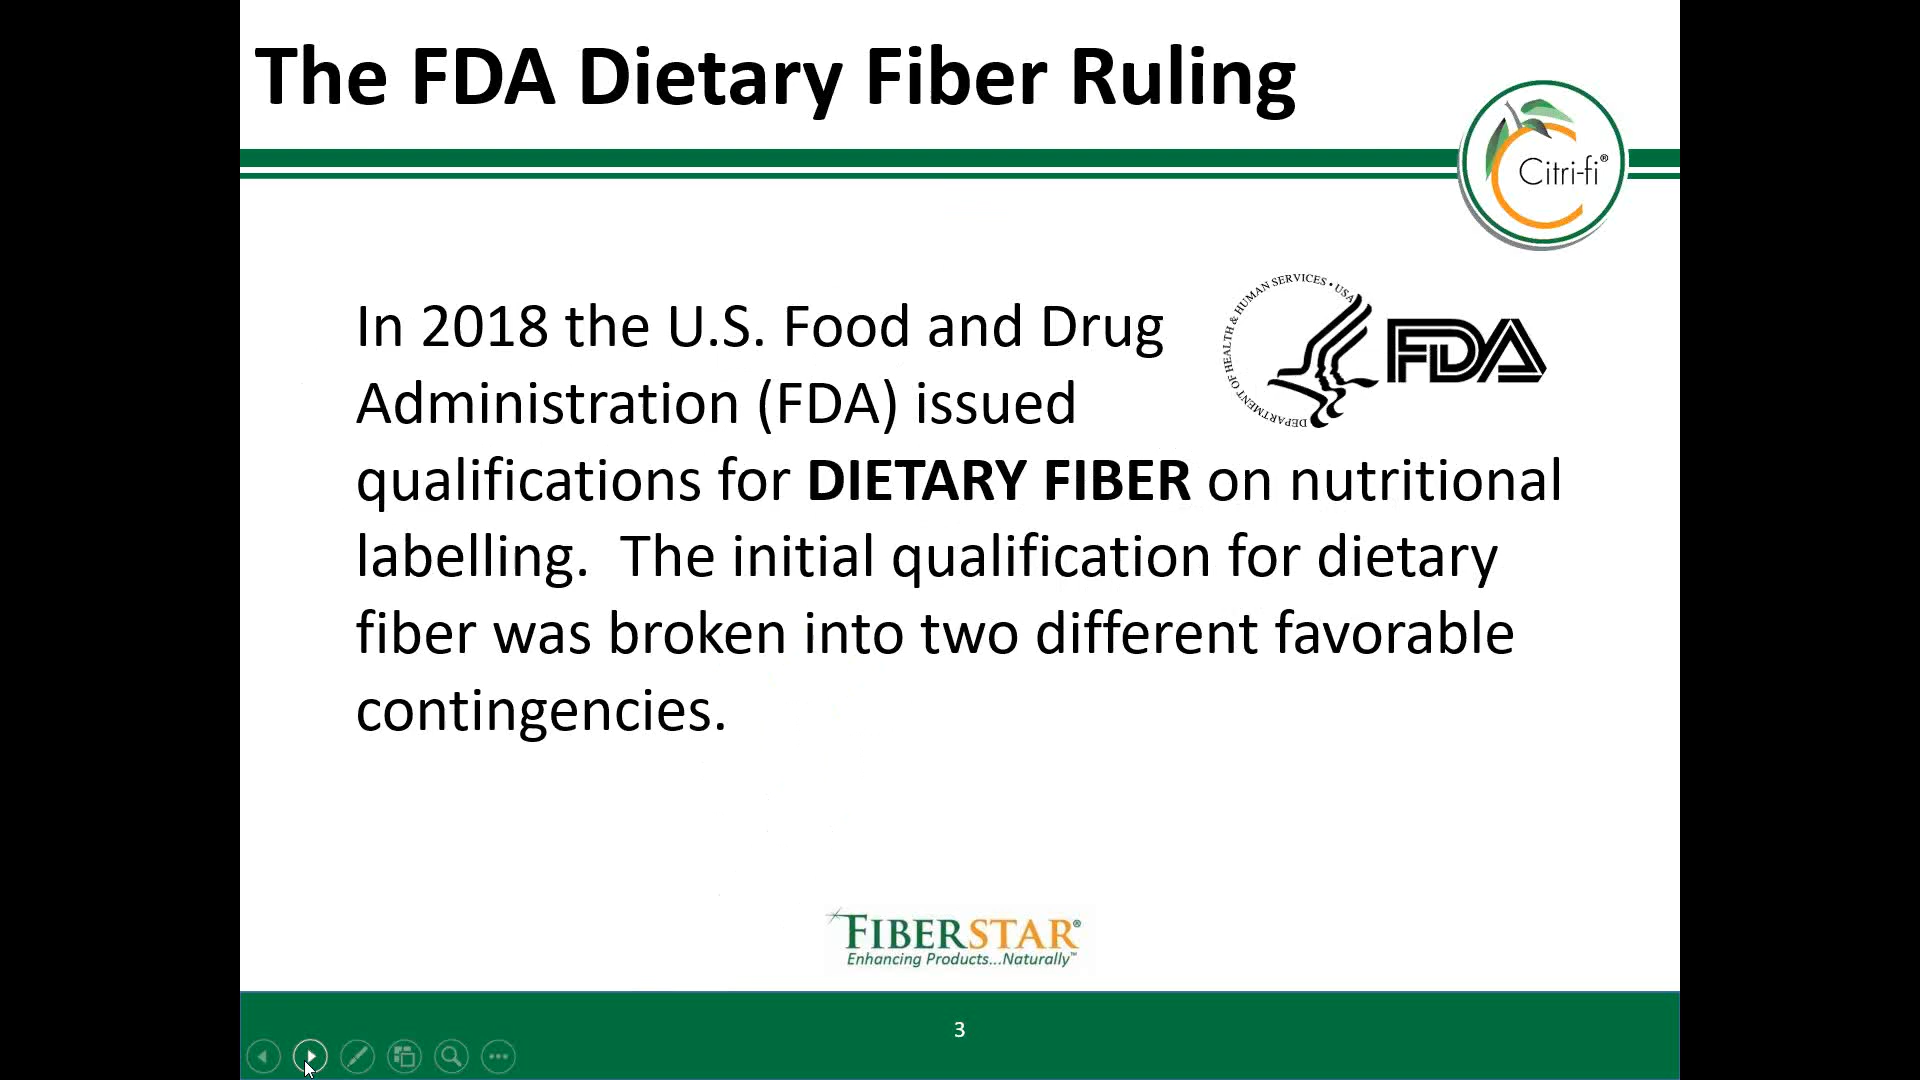 The FDA Dietary Fiber Ruling
Citri-fi®
In 2018 the U.S. Food and Drug
Administration (FDA) issued
qualifications for DIETARY FIBER on nutritional
labelling.  The initial qualification for dietary
fiber was broken into two different favorable
contingencies.
DEPARTMENT OF HEALTH & HUMAN SERVICES • USA
FDA
FIBERSTAR®
Enhancing Products...Naturally™
3